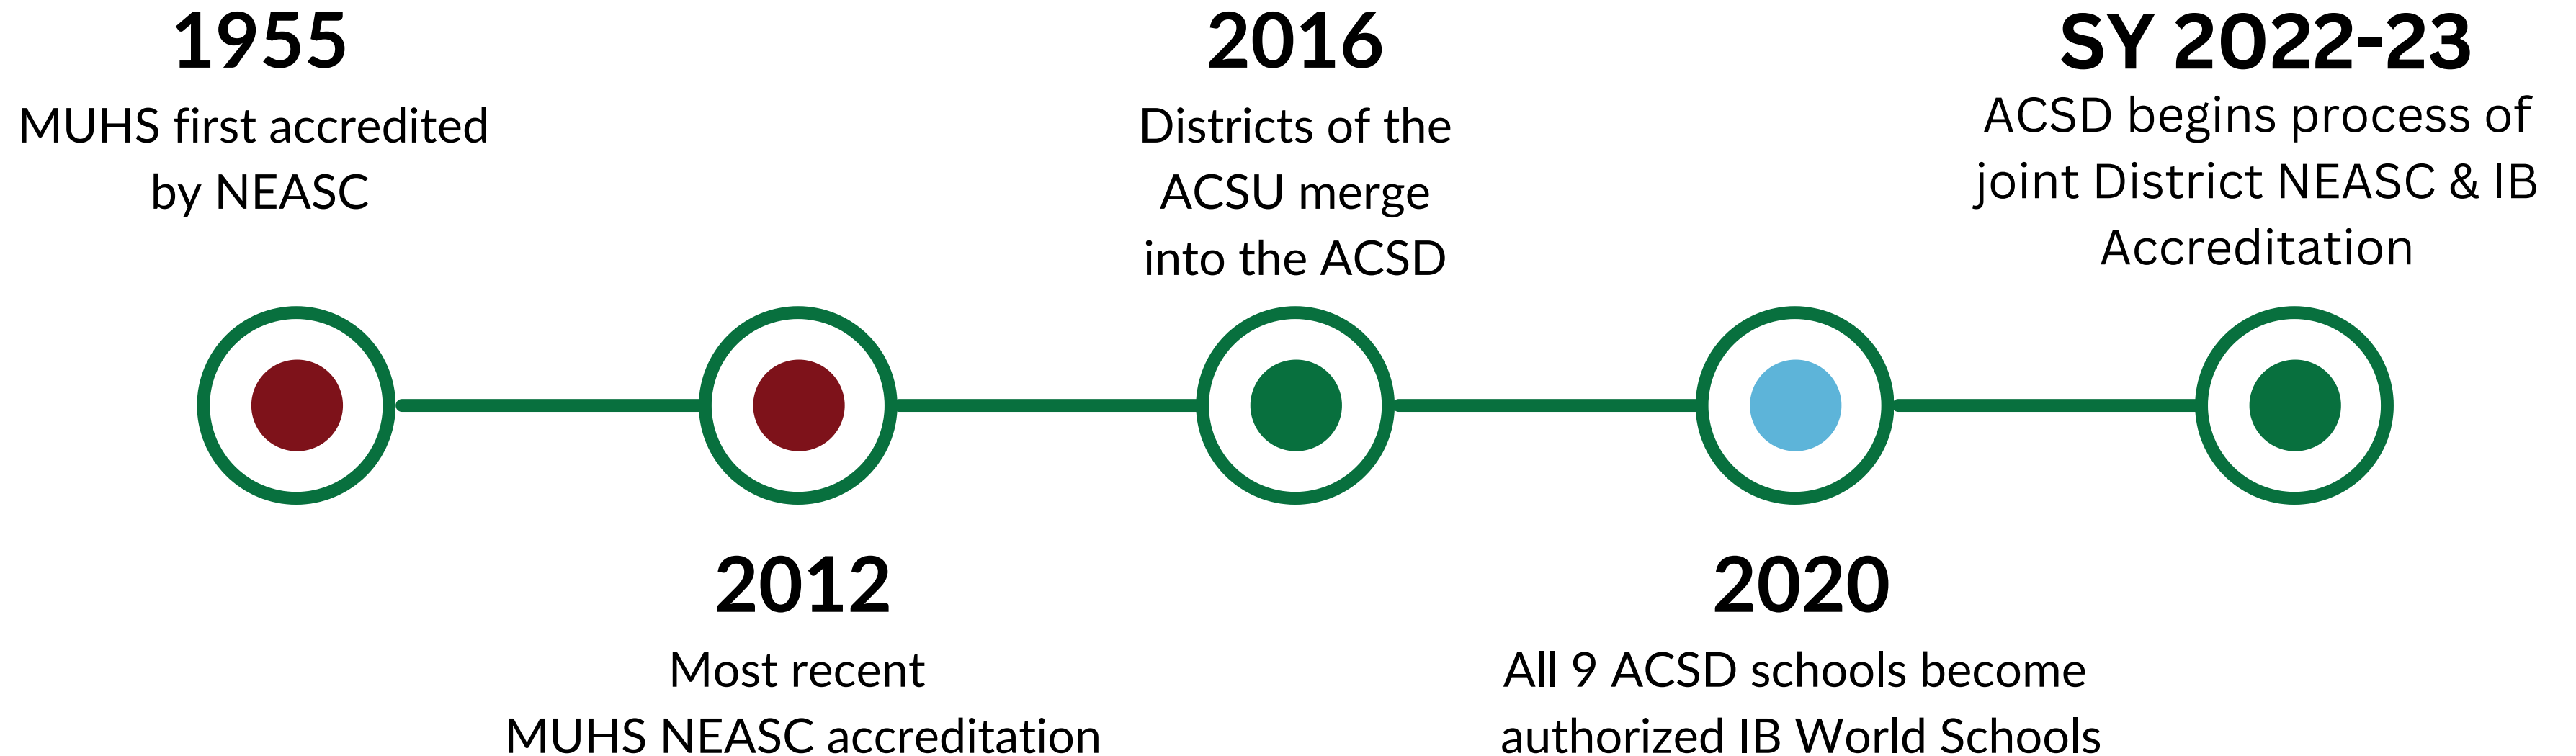 1955
MUHS first accredited
by NEASC
2012
Most recent
MUHS NEASC accreditation
2016
Districts of the
ACSU merge
into the ACSD
2020
All 9 ACSD schools become
authorized IB World Schools
SY 2022-23
ACSD begins process of
joint District NEASC & IB
Accreditation